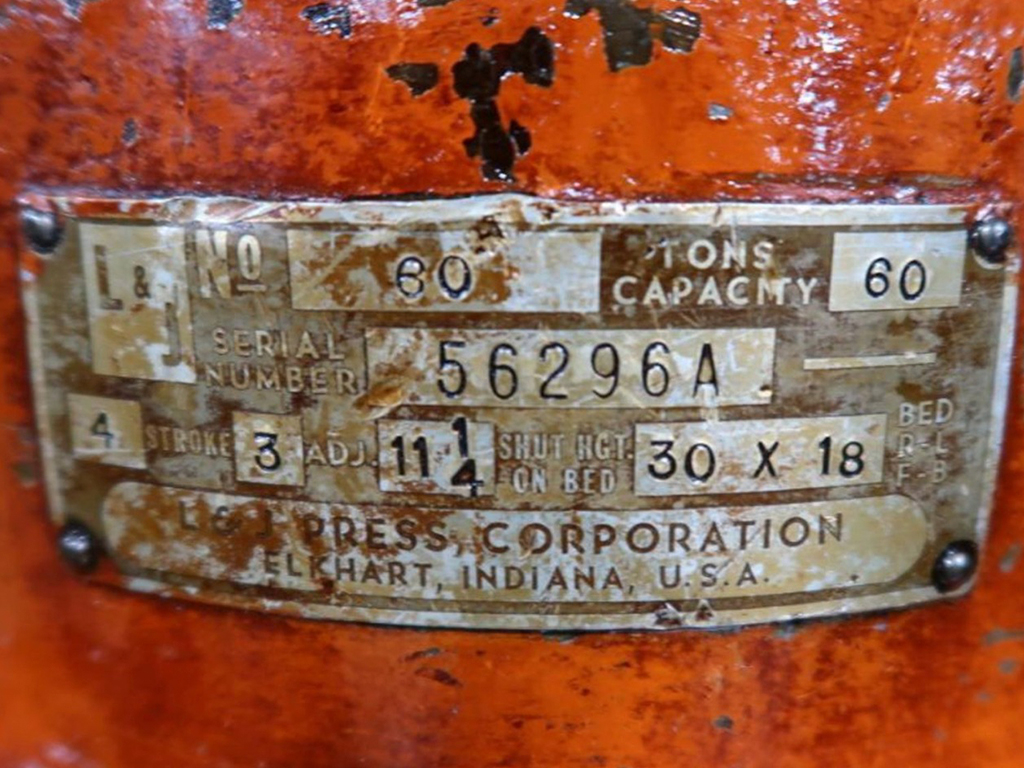 L & J No 60 TONS CAPACITY 60
SERIAL NUMBER 56296A
4 STROKE 3 ADJ. 11 1/4 SHUT HGT. ON BED 30 X 18 BED R-L F-B
L & J PRESS CORPORATION
ELKHART, INDIANA, U.S.A.